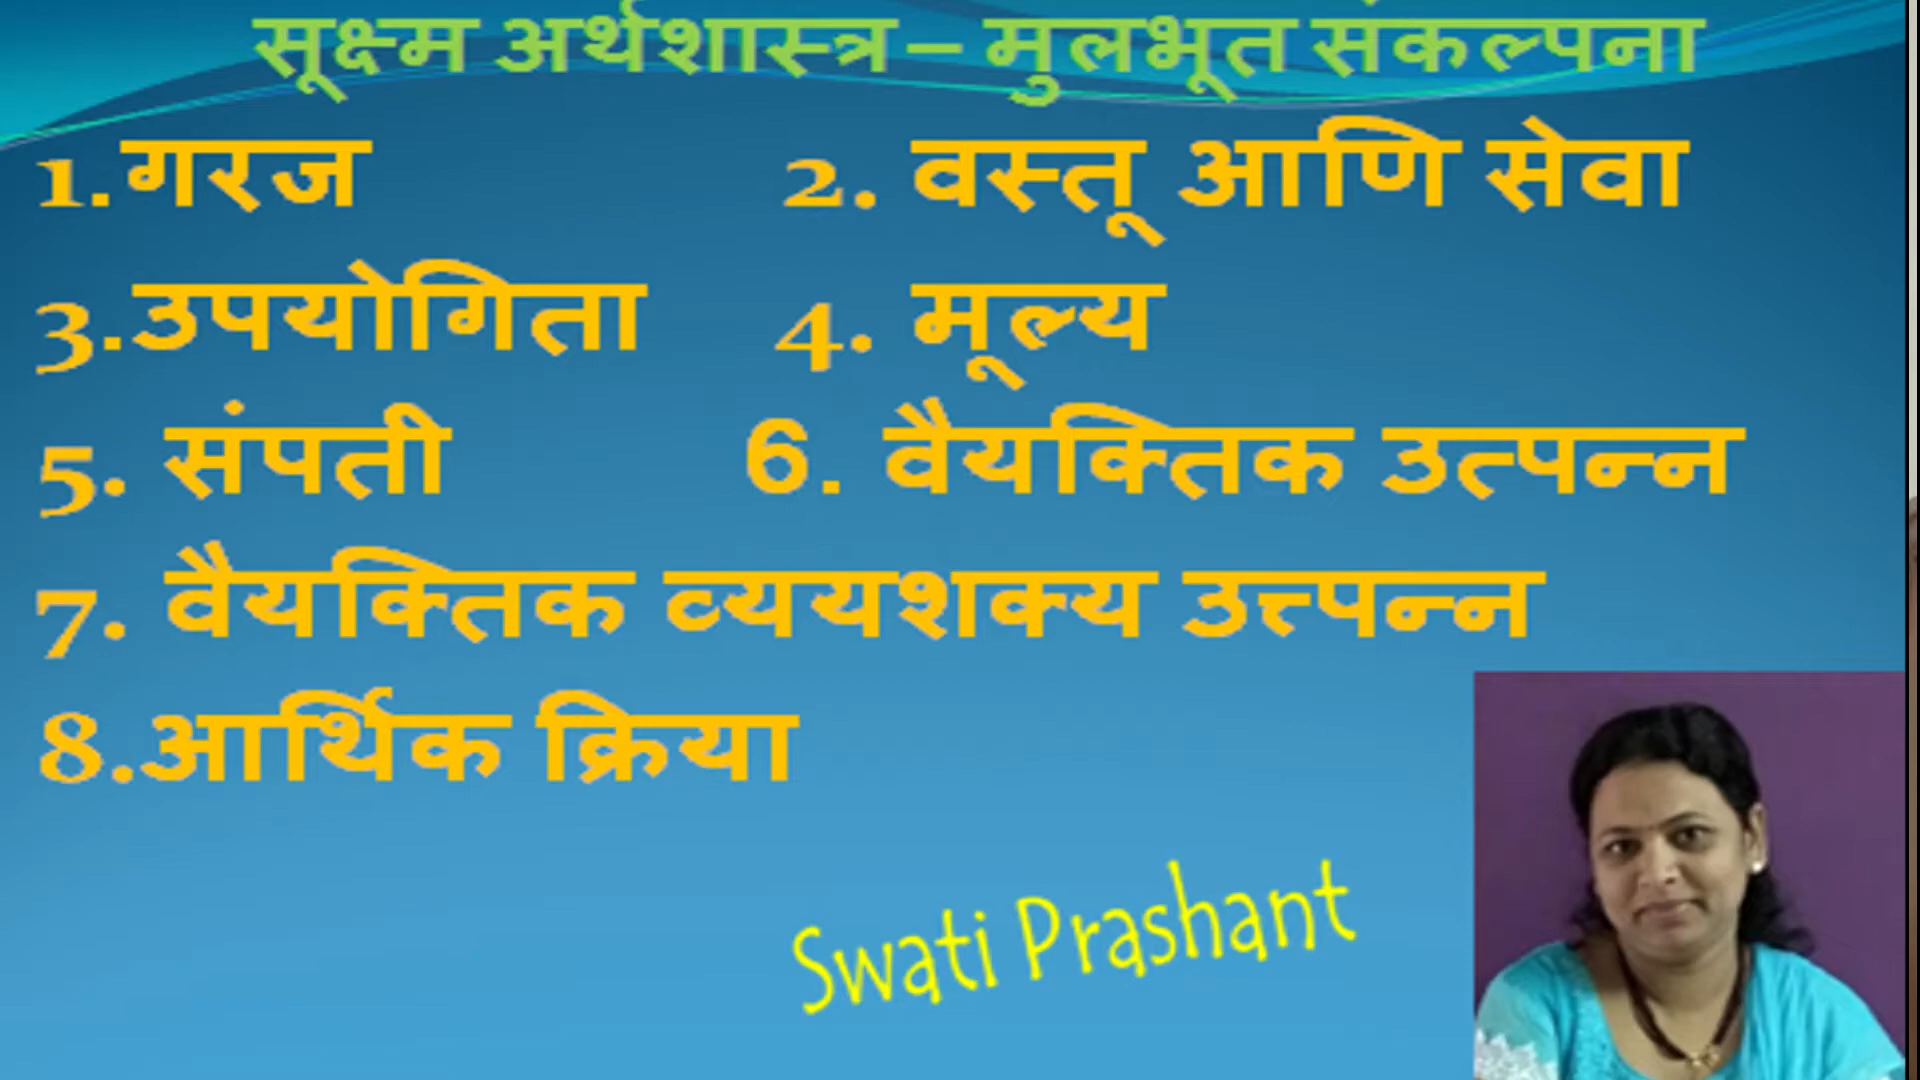 सूक्ष्म अर्थशास्त्र – मुलभूत संकल्पना
1.गरज 2. वस्तू आणि सेवा
3.उपयोगिता 4. मूल्य
5. संपती 6. वैयक्तिक उत्पन्न
7. वैयक्तिक व्ययशक्य उत्त्पन्न
8.आर्थिक क्रिया
Swati Prashant